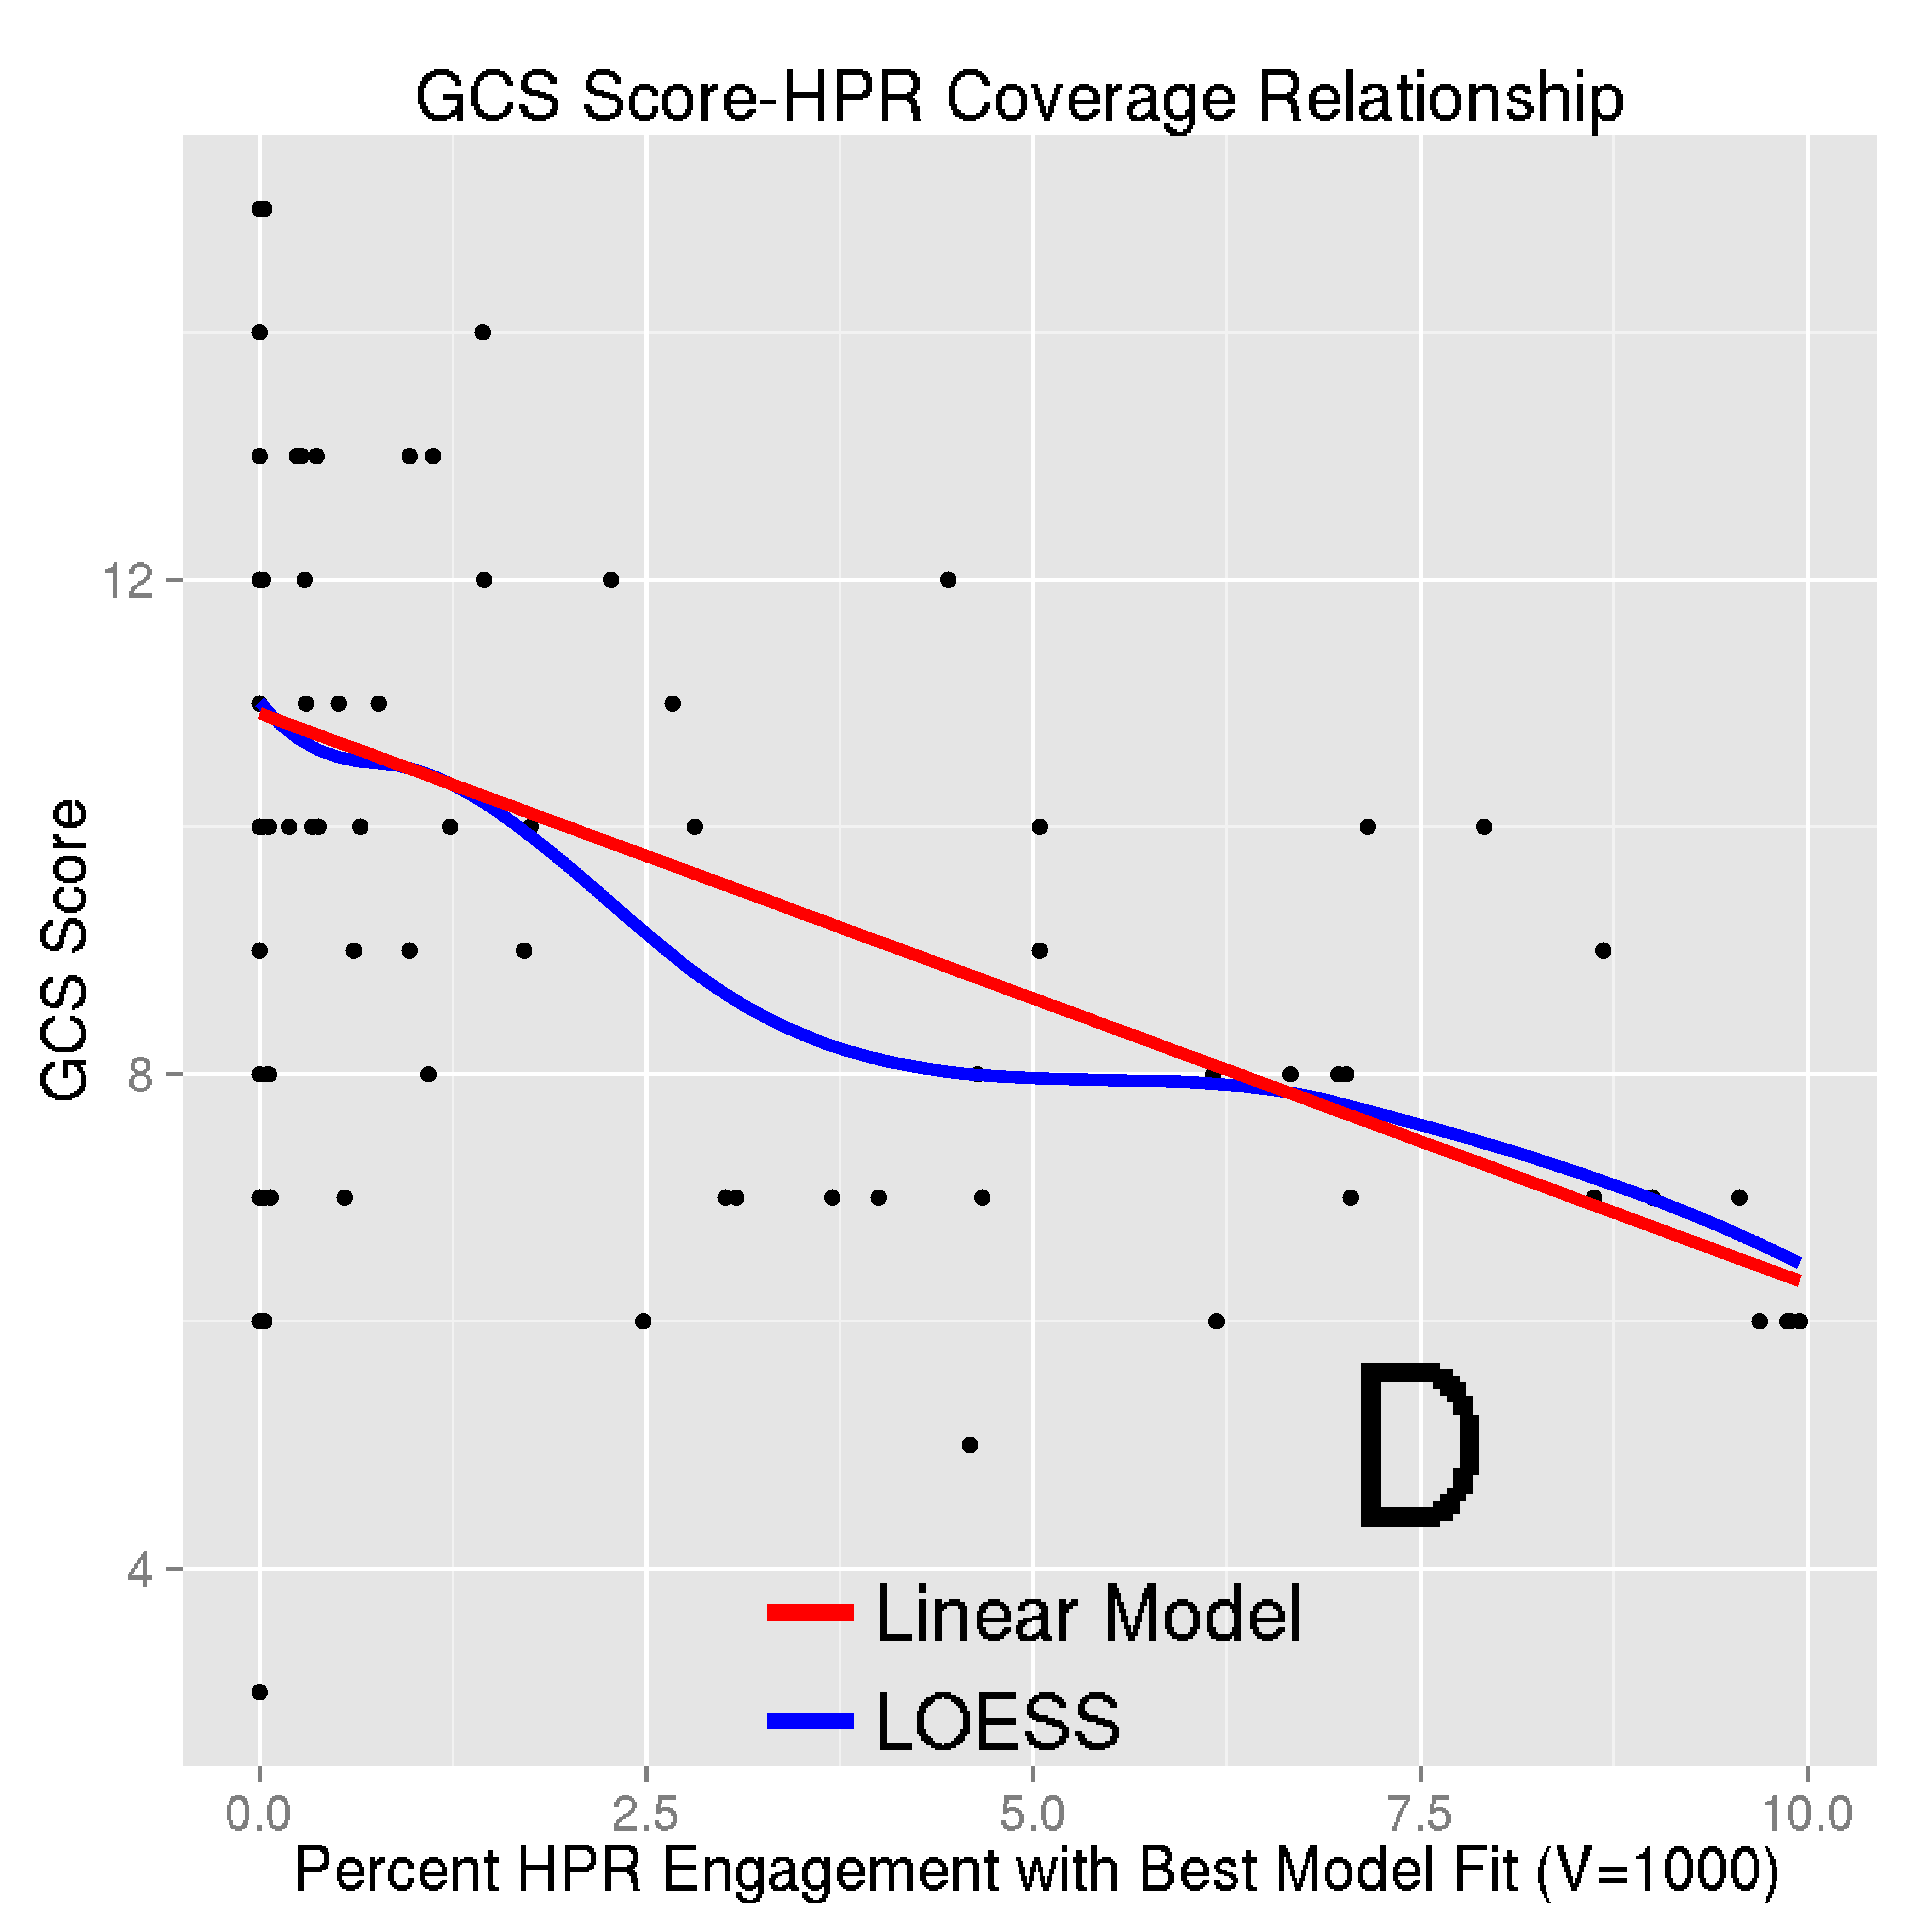 GCS Score-HPR Coverage Relationship
GCS Score
12
8
4
D
Linear Model
LOESS
0.0 2.5 5.0 7.5 10.0
Percent HPR Engagement with Best Model Fit (V=1000)